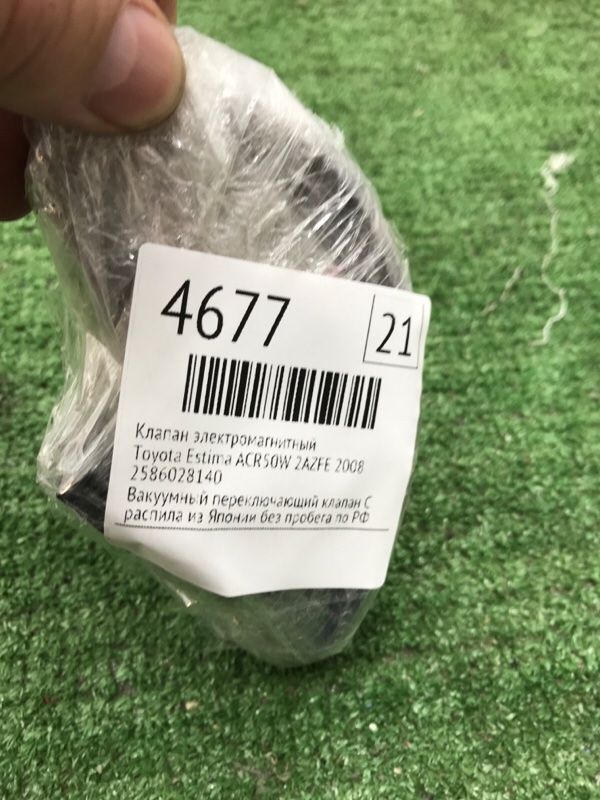 4677
21
Клапан электромагнитный
Toyota Estima ACR50W 2AZFE 2008
2586028140
Вакуумный переключающий клапан С
распила из Японии без пробега по РФ